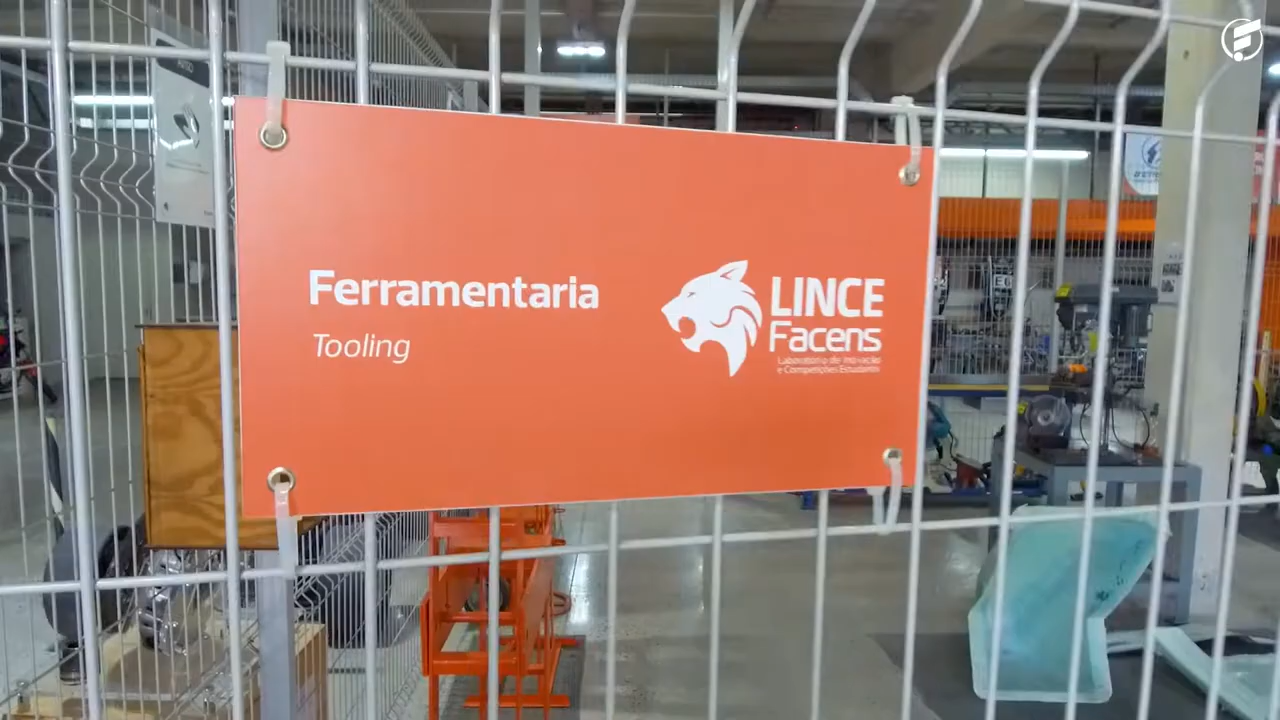 Ferramentaria
Tooling
LINCE
Facens
Laboratório de Inovação
e Competições Estudantis